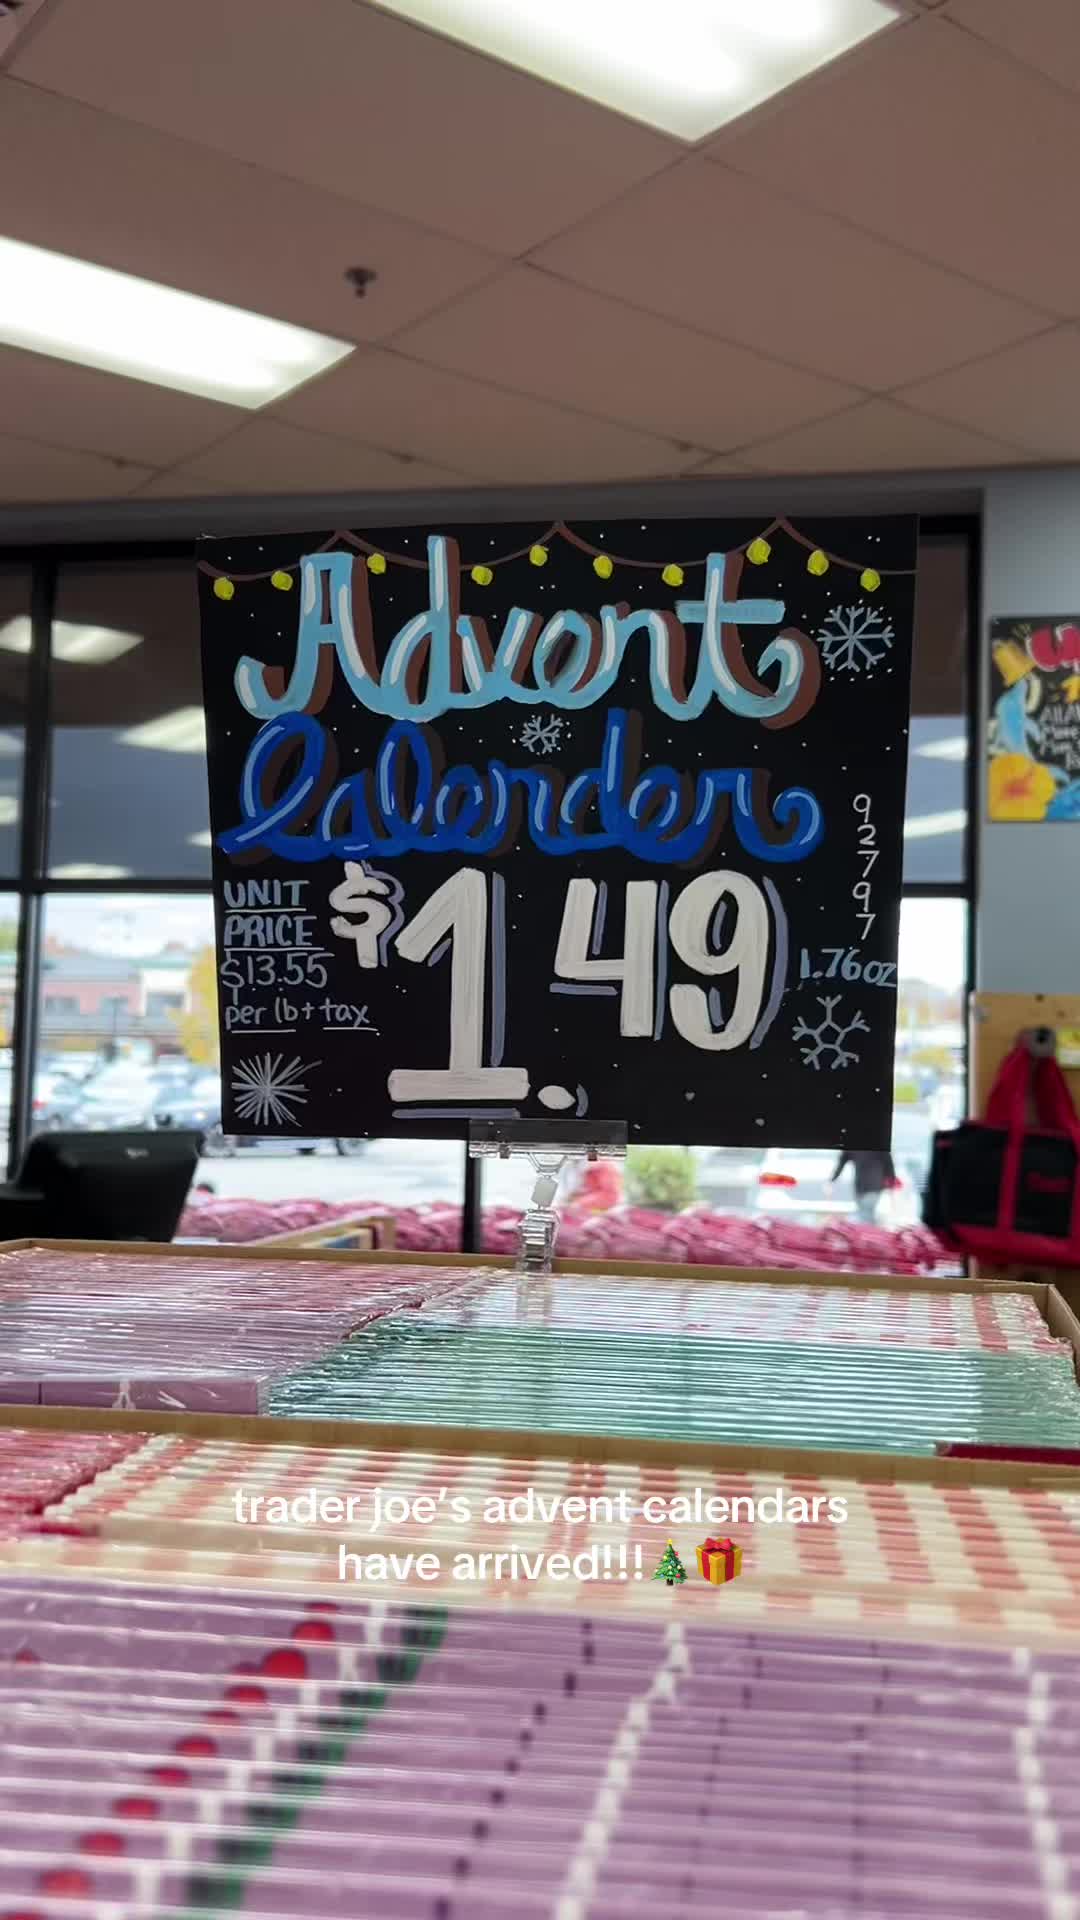 Advent
Calender
$1.49
UNIT
PRICE
$13.55
per lb + tax
92797
1.76oz
trader joe's advent calendars
have arrived!!!🎄🎁